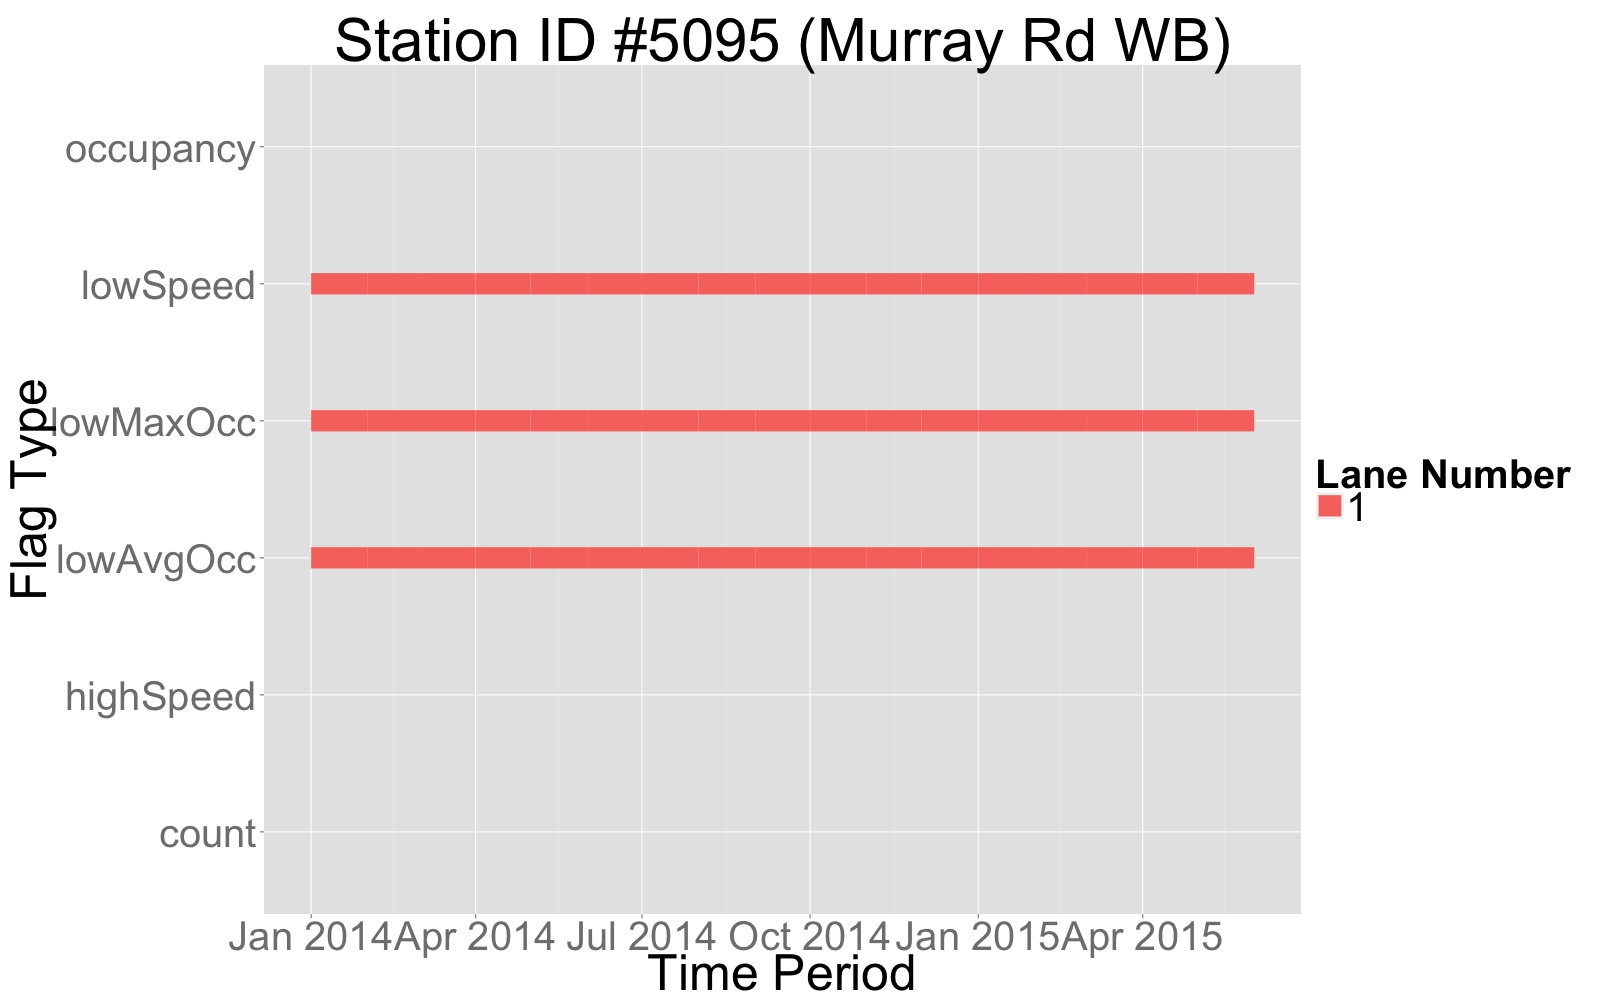 Station ID #5095 (Murray Rd WB)
occupancy
lowSpeed
lowMaxOcc
lowAvgOcc
highSpeed
count
Flag Type
Jan 2014 Apr 2014 Jul 2014 Oct 2014 Jan 2015 Apr 2015
Time Period
Lane Number
1